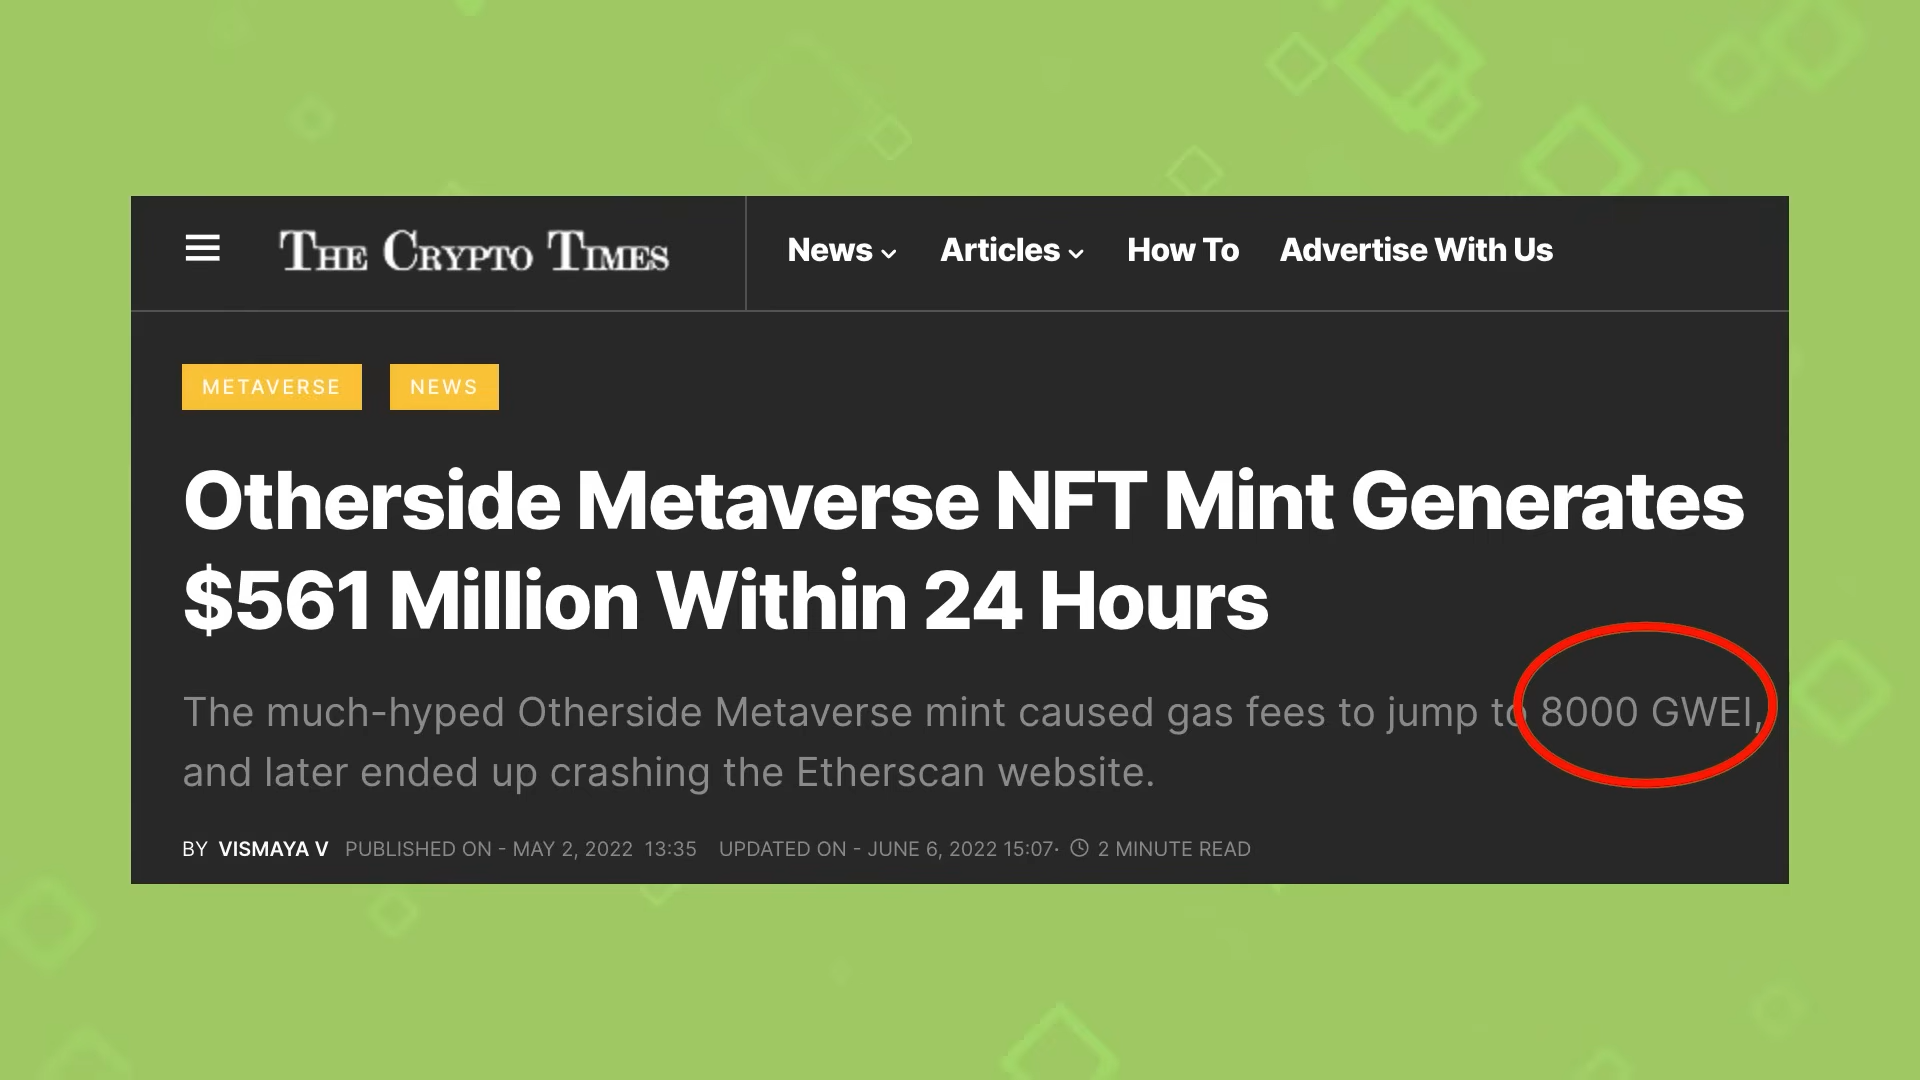 THE CRYPTO TIMES
News
Articles
How To
Advertise With Us
METAVERSE
NEWS
Otherside Metaverse NFT Mint Generates
$561 Million Within 24 Hours
The much-hyped Otherside Metaverse mint caused gas fees to jump to 8000 GWEI,
and later ended up crashing the Etherscan website.
BY VISMAYA V PUBLISHED ON - MAY 2, 2022 13:35 UPDATED ON - JUNE 6, 2022 15:07· 2 MINUTE READ